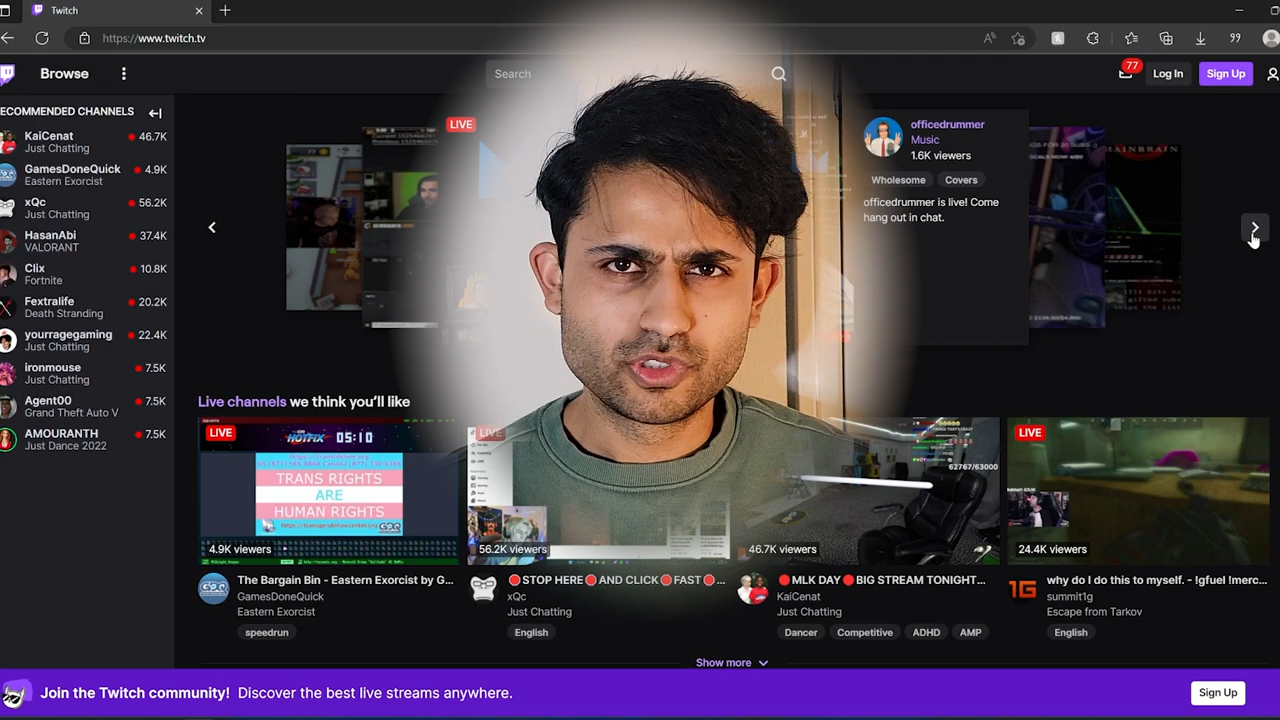 Twitch
https://www.twitch.tv
Browse
Search
77
Log In
Sign Up
ECOMMENDED CHANNELS
KaiCenat
46.7K
Just Chatting
GamesDoneQuick
4.9K
Eastern Exorcist
xQc
56.2K
Just Chatting
HasanAbi
37.4K
VALORANT
Clix
10.8K
Fortnite
Fextralife
20.2K
Death Stranding
yourragegaming
22.4K
Just Chatting
ironmouse
7.5K
Just Chatting
Agent00
7.5K
Grand Theft Auto V
AMOURANTH
7.5K
Just Dance 2022
LIVE
officedrummer
Music
1.6K viewers
Wholesome
Covers
officedrummer is live! Come
hang out in chat.
Live channels we think you'll like
LIVE
HOTFIX 05:10
TRANS RIGHTS
ARE
HUMAN RIGHTS
GDQ
4.9K viewers
The Bargain Bin - Eastern Exorcist by G...
GamesDoneQuick
Eastern Exorcist
speedrun
LIVE
56.2K viewers
STOP HERE AND CLICK FAST ...
xQc
Just Chatting
English
62767/63000
46.7K viewers
MLK DAY BIG STREAM TONIGHT...
KaiCenat
Just Chatting
Dancer
Competitive
ADHD
AMP
LIVE
24.4K viewers
1G
why do I do this to myself. - !gfuel !merc...
summit1g
Escape from Tarkov
English
Show more
Join the Twitch community! Discover the best live streams anywhere.
Sign Up